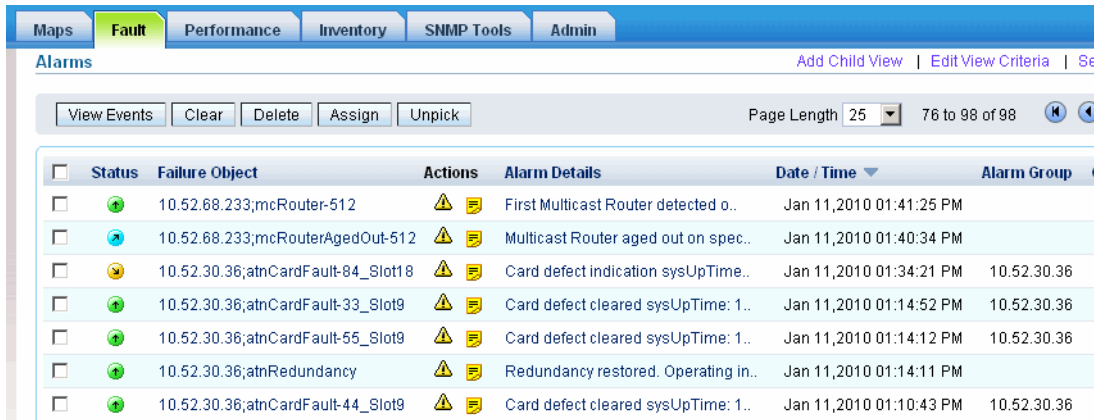 Maps Fault Performance Inventory SNMP Tools Admin
Alarms Add Child View | Edit View Criteria |
View Events Clear Delete Assign Unpick Page Length 25 76 to 98 of 98
Status Failure Object Actions Alarm Details Date / Time Alarm Group
10.52.68.233;mcRouter-512 First Multicast Router detected o.. Jan 11,2010 01:41:25 PM
10.52.68.233;mcRouterAgedOut-512 Multicast Router aged out on spec.. Jan 11,2010 01:40:34 PM
10.52.30.36;atnCardFault-84_Slot18 Card defect indication sysUpTime... Jan 11,2010 01:34:21 PM 10.52.30.36
10.52.30.36;atnCardFault-33_Slot9 Card defect cleared sysUpTime: 1.. Jan 11,2010 01:14:52 PM 10.52.30.36
10.52.30.36;atnCardFault-55_Slot9 Card defect cleared sysUpTime: 1.. Jan 11,2010 01:14:12 PM 10.52.30.36
10.52.30.36;atnRedundancy Redundancy restored. Operating in.. Jan 11,2010 01:14:11 PM
10.52.30.36;atnCardFault-44_Slot9 Card defect cleared sysUpTime: 1.. Jan 11,2010 01:10:43 PM 10.52.30.36